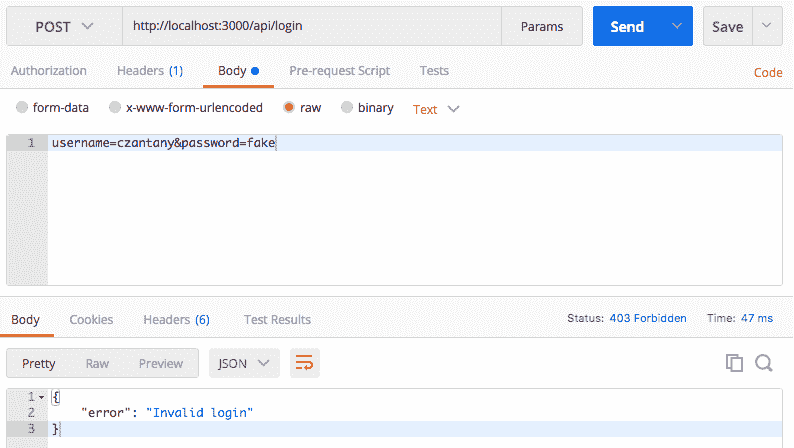 POST http://localhost:3000/api/login Params Send Save
Authorization Headers (1) Body Pre-request Script Tests Code
form-data x-www-form-urlencoded raw binary Text
1 username=czantany&password=fake
Body Cookies Headers (6) Test Results Status: 403 Forbidden Time: 47 ms
Pretty Raw Preview JSON
1 {
2 "error": "Invalid login"
3 }